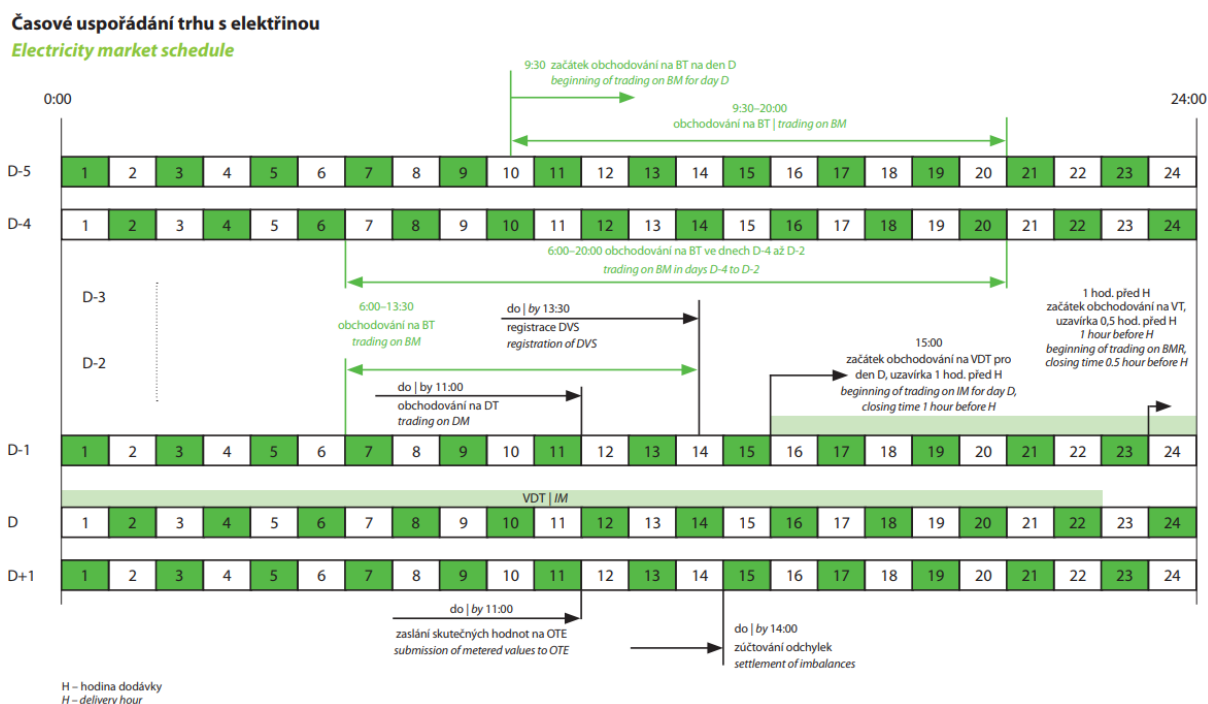 Časové uspořádání trhu s elektřinou
Electricity market schedule
9:30 začátek obchodování na BT na den D
beginning of trading on BM for day D
0:00
24:00
9:30–20:00
obchodování na BT | trading on BM
D-5
1 2 3 4 5 6 7 8 9 10 11 12 13 14 15 16 17 18 19 20 21 22 23 24
D-4
1 2 3 4 5 6 7 8 9 10 11 12 13 14 15 16 17 18 19 20 21 22 23 24
6:00–20:00 obchodování na BT ve dnech D-4 až D-2
trading on BM in days D-4 to D-2
D-3
D-2
6:00–13:30
obchodování na BT
trading on BM
do | by 13:30
registrace DVS
registration of DVS
do | by 11:00
obchodování na DT
trading on DM
15:00
začátek obchodování na VDT pro
den D, uzavírka 1 hod. před H
beginning of trading on IM for day D,
closing time 1 hour before H
1 hod. před H
začátek obchodování na VT,
uzavírka 0,5 hod. před H
1 hour before H
beginning of trading on BMR,
closing time 0.5 hour before H
D-1
1 2 3 4 5 6 7 8 9 10 11 12 13 14 15 16 17 18 19 20 21 22 23 24
VDT | IM
D
1 2 3 4 5 6 7 8 9 10 11 12 13 14 15 16 17 18 19 20 21 22 23 24
D+1
1 2 3 4 5 6 7 8 9 10 11 12 13 14 15 16 17 18 19 20 21 22 23 24
do | by 11:00
zaslání skutečných hodnot na OTE
submission of metered values to OTE
do | by 14:00
zúčtování odchylek
settlement of imbalances
H – hodina dodávky
H – delivery hour